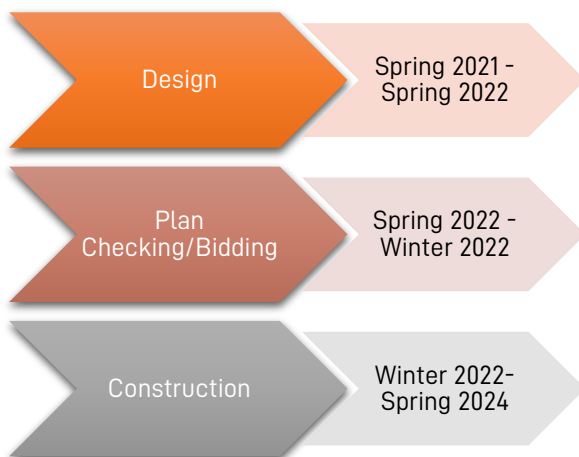 Design
Spring 2021 -
Spring 2022
Plan
Checking/Bidding
Spring 2022 -
Winter 2022
Construction
Winter 2022-
Spring 2024